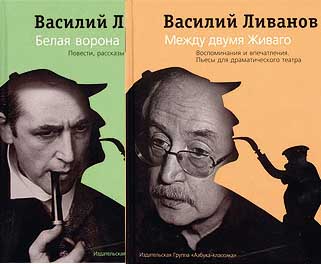 Василий Л
Белая ворона
Повести, рассказы
Издательская
Василий Ливанов
Между двумя Живаго
Воспоминания и впечатления.
Пьесы для драматического театра
Издательская Группа «Азбука-классика»